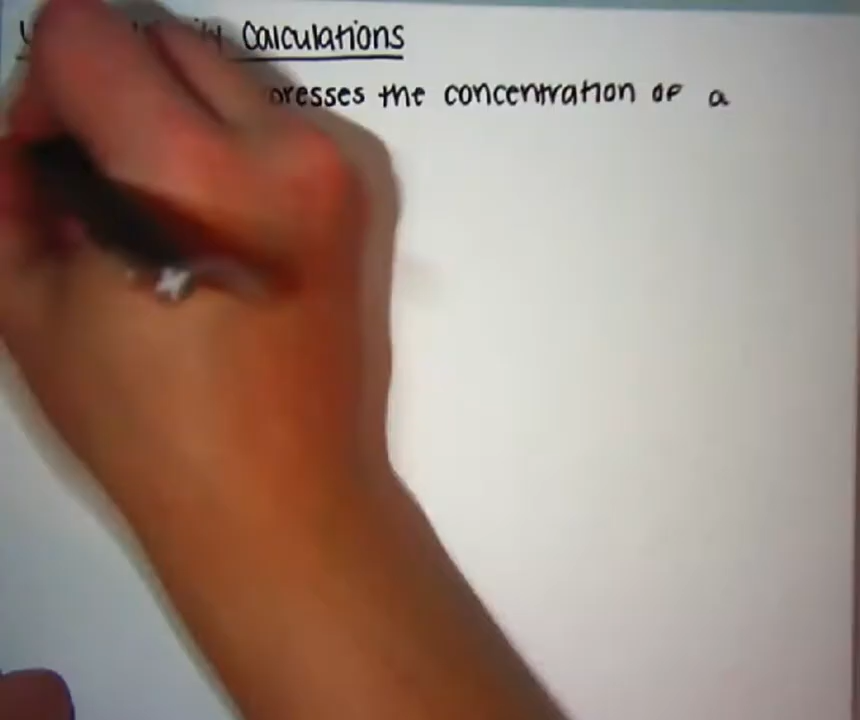 Calculations
presses the concentration of a